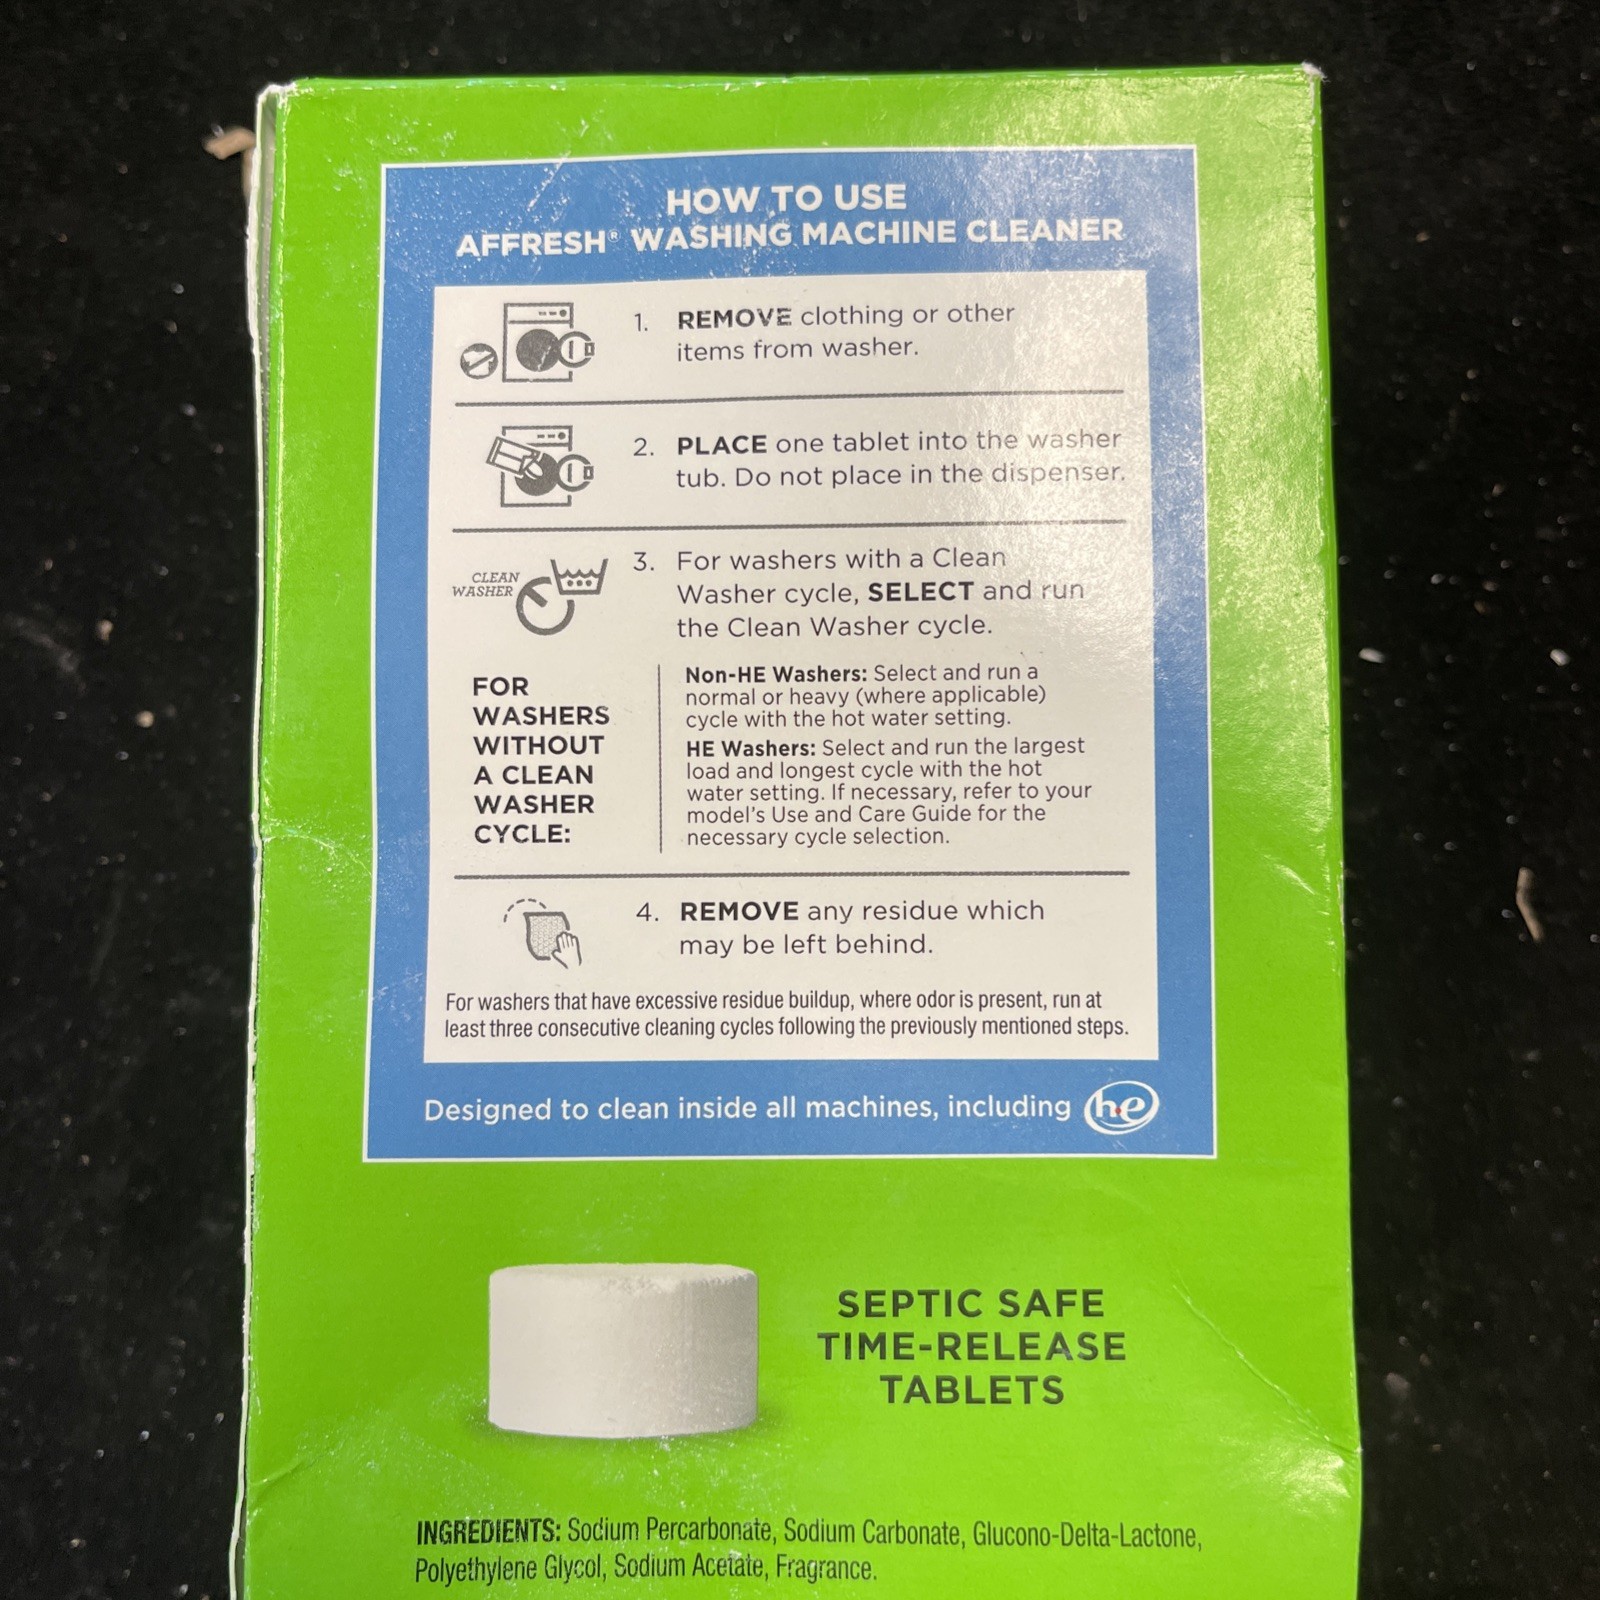 HOW TO USE
AFFRESH® WASHING MACHINE CLEANER
1. REMOVE clothing or other
items from washer.
2. PLACE one tablet into the washer
tub. Do not place in the dispenser.
CLEAN
WASHER
3. For washers with a Clean
Washer cycle, SELECT and run
the Clean Washer cycle.
FOR
WASHERS
WITHOUT
A CLEAN
WASHER
CYCLE:
Non-HE Washers: Select and run a
normal or heavy (where applicable)
cycle with the hot water setting.
HE Washers: Select and run the largest
load and longest cycle with the hot
water setting. If necessary, refer to your
model's Use and Care Guide for the
necessary cycle selection.
4. REMOVE any residue which
may be left behind.
For washers that have excessive residue buildup, where odor is present, run at
least three consecutive cleaning cycles following the previously mentioned steps.
Designed to clean inside all machines, including he
SEPTIC SAFE
TIME-RELEASE
TABLETS
INGREDIENTS: Sodium Percarbonate, Sodium Carbonate, Glucono-Delta-Lactone,
Polyethylene Glycol, Sodium Acetate, Fragrance.